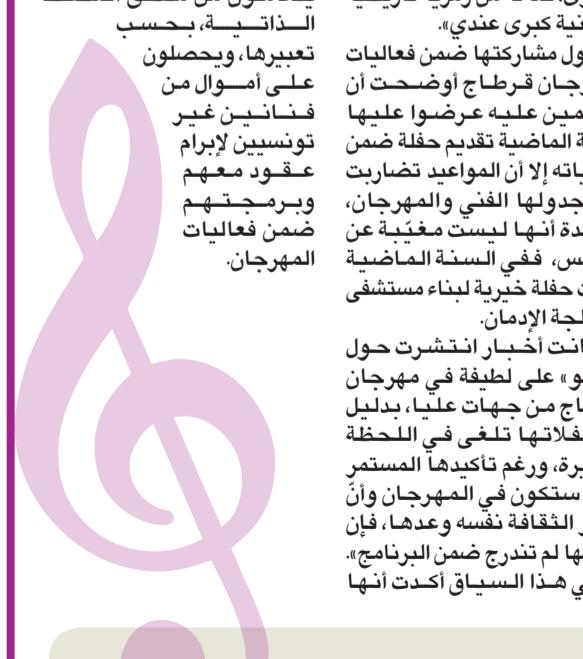 نية كبرى عندي».
ول مشاركتها ضمن فعاليات
رجان قرطاج أوضحت أن
مين عليه عرضوا عليها
ة الماضية تقديم حفلة ضمن
ياته إلا أن المواعيد تضاربت
جدولها الفني والمهرجان،
دة أنها ليست مغيّبة عن
س، ففي السنة الماضية
ت حفلة خيرية لبناء مستشفى
لجة الإدمان.
انت أخبار انتشرت حول
و» على لطيفة في مهرجان
اج من جهات عليا، بدليل
فلاتها تلغى في اللحظة
يرة، ورغم تأكيدها المستمر
ستكون في المهرجان وأنّ
ر الثقافة نفسه وعدها، فإن
ها لم تندرج ضمن البرنامج».
ي هذا السياق أكدت أنها
الذاتية، بحسب
تعبيرها، ويحصلون
على أموال من
فنانين غير
تونسيين لإبرام
عقود معهم
وبرمجتهم
ضمن فعاليات
المهرجان.